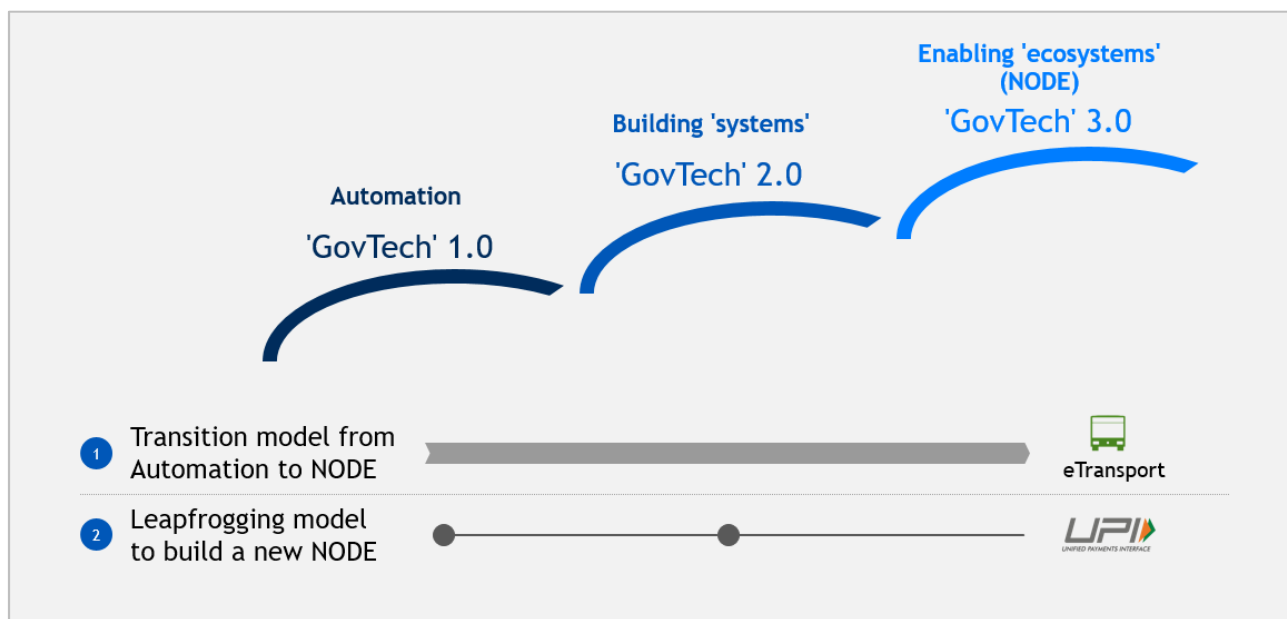 Enabling 'ecosystems'
(NODE)
'GovTech' 3.0
Building 'systems'
'GovTech' 2.0
Automation
'GovTech' 1.0
1
Transition model from
Automation to NODE
eTransport
2
Leapfrogging model
to build a new NODE
UPI
UNIFIED PAYMENTS INTERFACE